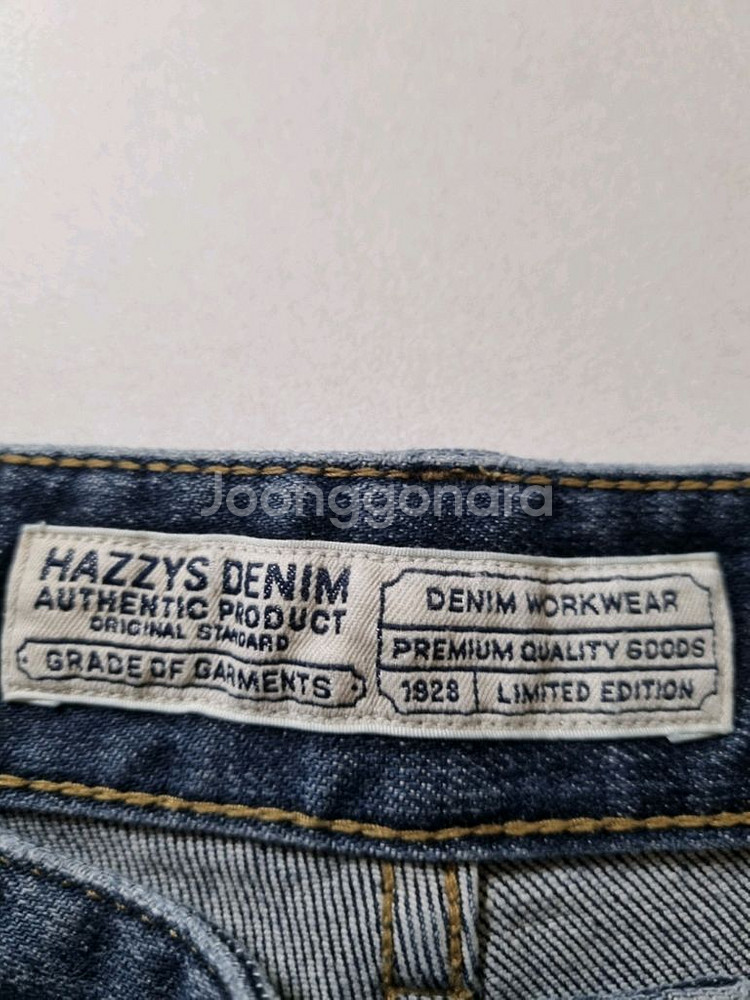 Joonggonara
HAZZYS DENIM
AUTHENTIC PRODUCT
ORIGINAL STANDARD
GRADE OF GARMENTS
DENIM WORKWEAR
PREMIUM QUALITY GOODS
1928 LIMITED EDITION